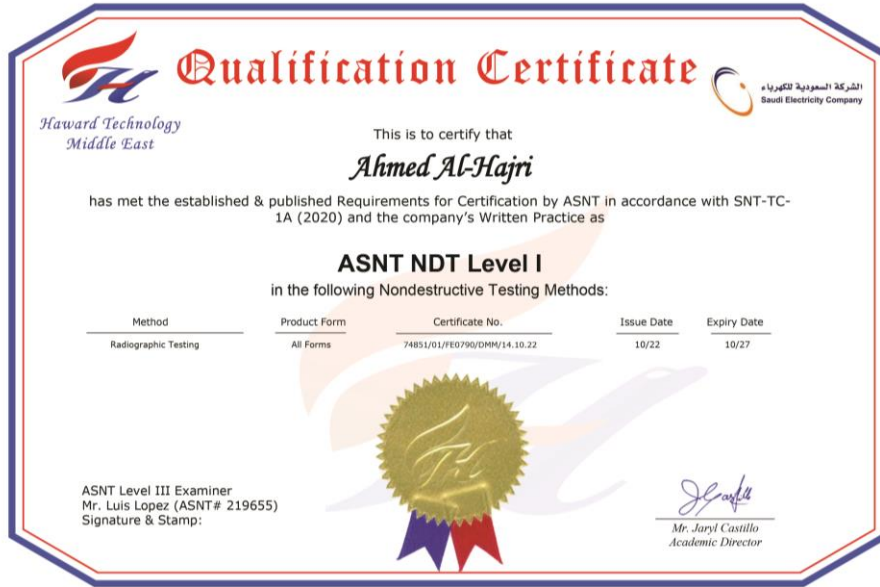 Qualification Certificate
Haward Technology
Middle East
الشركة السعودية للكهرباء
Saudi Electricity Company
This is to certify that
Ahmed Al-Hajri
has met the established & published Requirements for Certification by ASNT in accordance with SNT-TC-
1A (2020) and the company's Written Practice as
ASNT NDT Level I
in the following Nondestructive Testing Methods:
Method Product Form Certificate No. Issue Date Expiry Date
Radiographic Testing All Forms 74851/01/FE0790/DMM/14.10.22 10/22 10/27
ASNT Level III Examiner
Mr. Luis Lopez (ASNT# 219655)
Signature & Stamp:
Mr. Jaryl Castillo
Academic Director